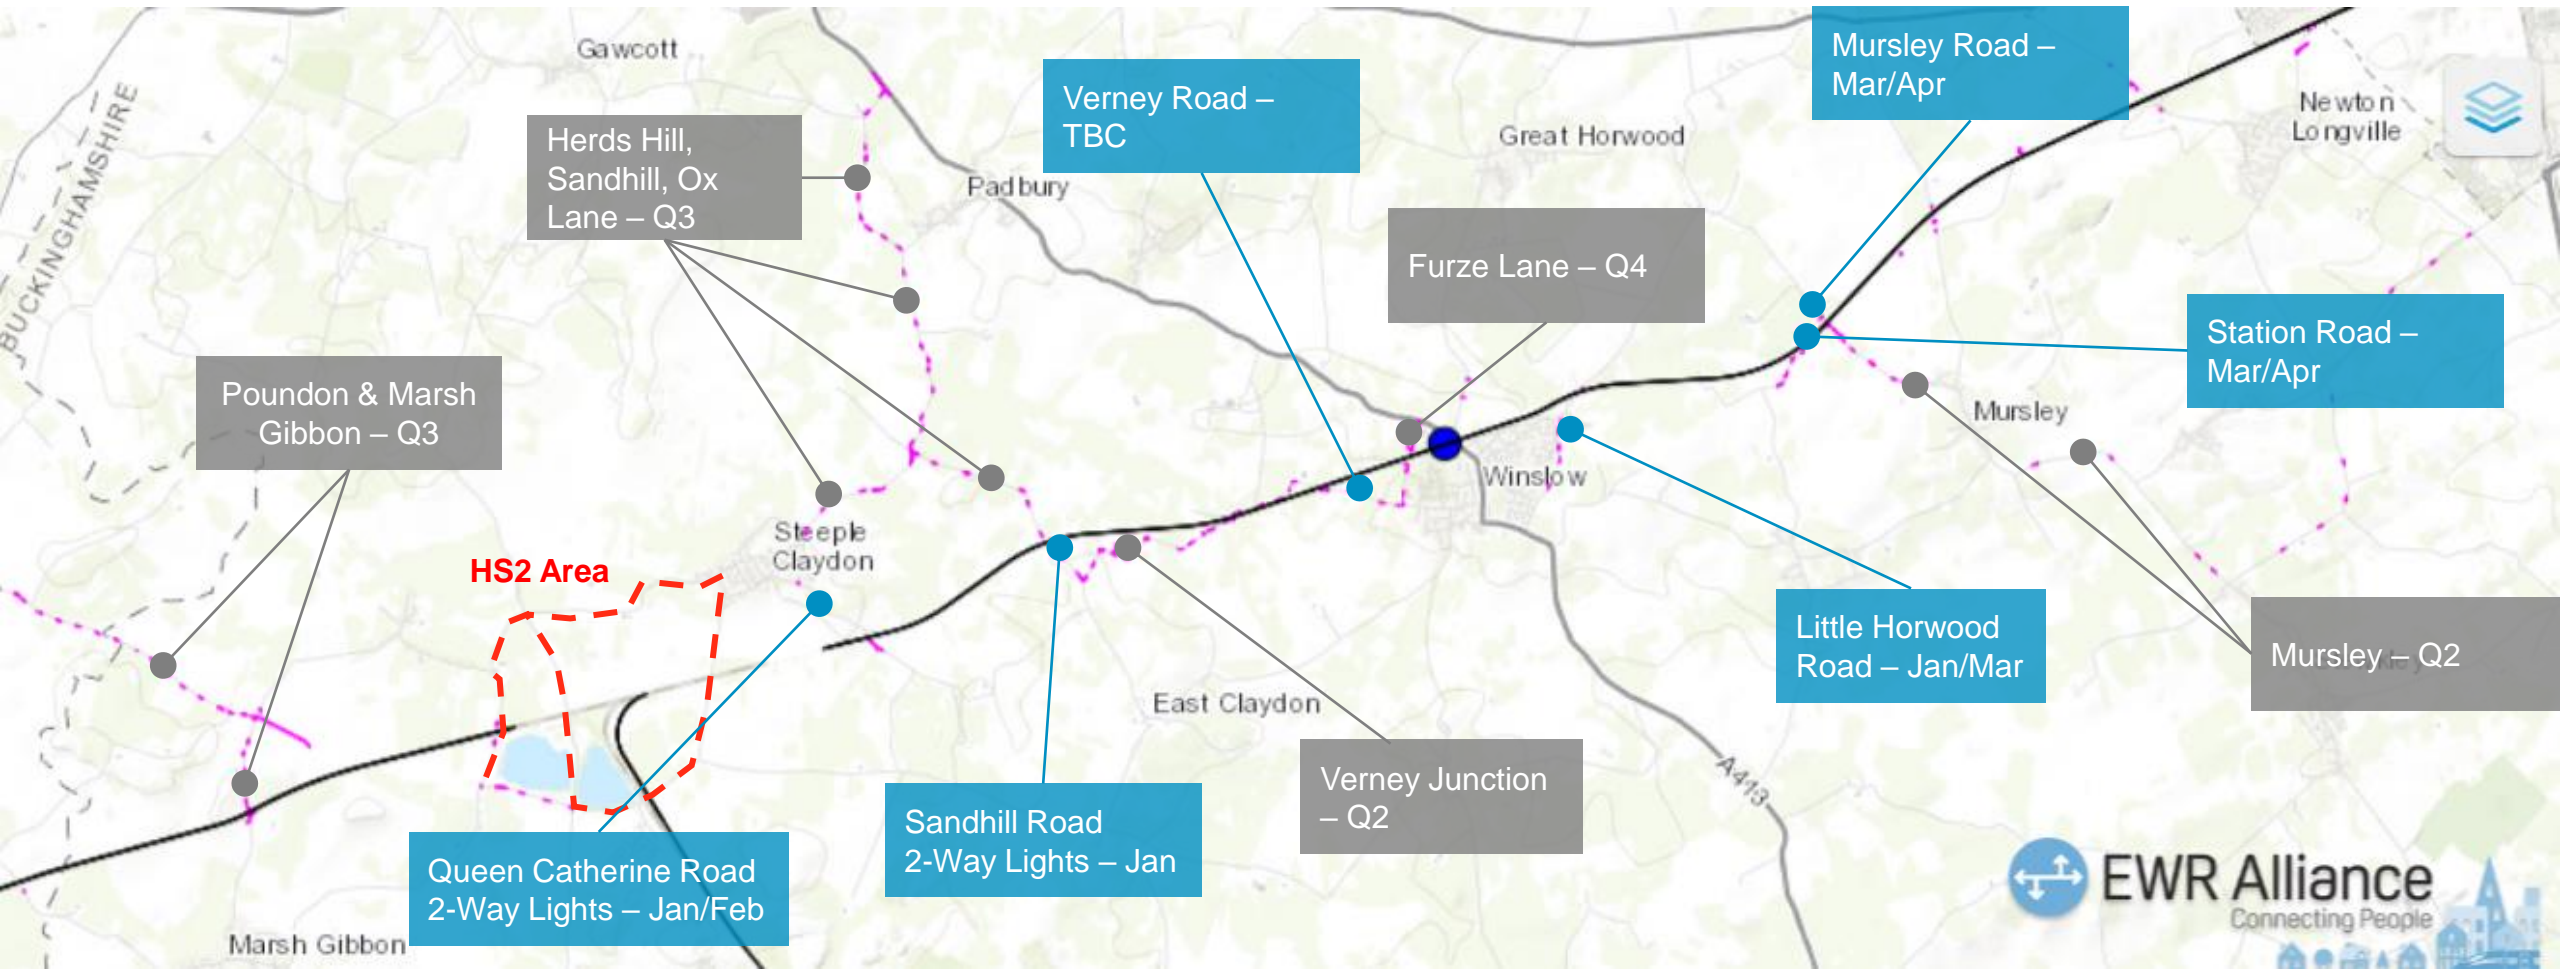 Gawcott
BUCKINGHAMSHIRE
Herds Hill,
Sandhill, Ox
Lane – Q3
Padbury
Verney Road –
TBC
Great Horwood
Mursley Road –
Mar/Apr
Newton
Longville
Furze Lane – Q4
Station Road –
Mar/Apr
Poundon & Marsh
Gibbon – Q3
Mursley
Winslow
Steeple
Claydon
HS2 Area
Little Horwood
Road – Jan/Mar
Mursley – Q2
East Claydon
Verney Junction
– Q2
A413
Sandhill Road
2-Way Lights – Jan
Queen Catherine Road
2-Way Lights – Jan/Feb
Marsh Gibbon
EWR Alliance
Connecting People